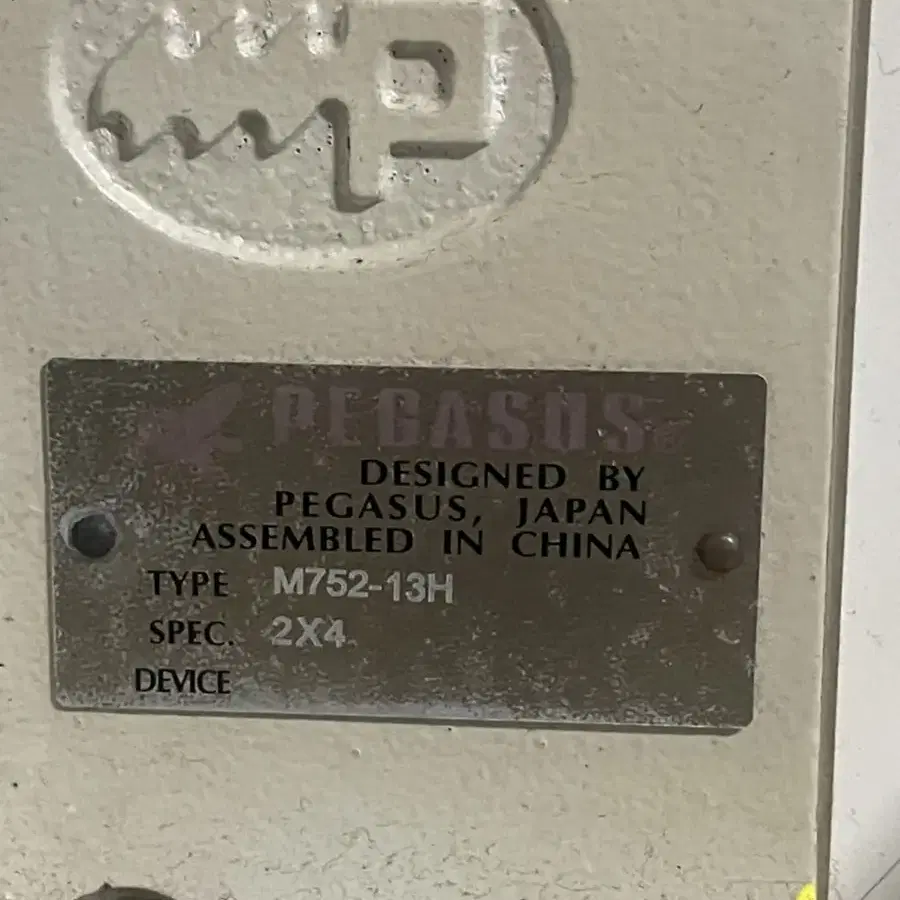 PEGASUS
DESIGNED BY
PEGASUS, JAPAN
ASSEMBLED IN CHINA
TYPE M752-13H
SPEC. 2X4
DEVICE